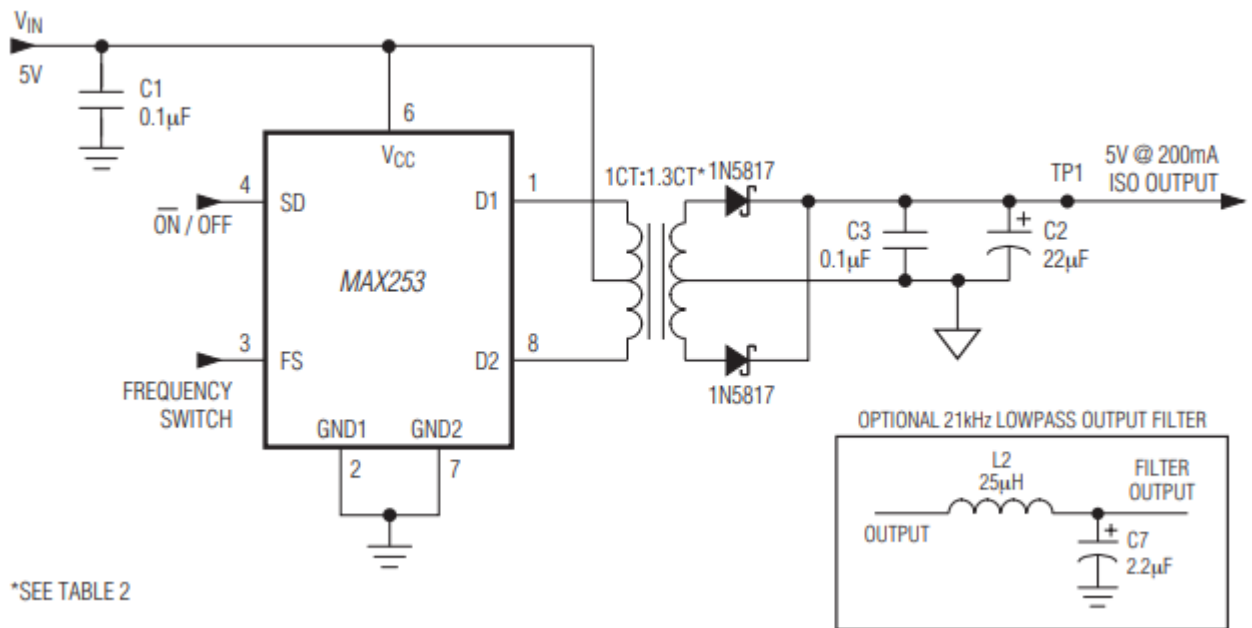 VIN
5V
C1
0.1µF
6
VCC
4
SD
ON / OFF
D1
1
MAX253
3
FS
FREQUENCY
SWITCH
D2
8
GND1
GND2
2
7
1CT:1.3CT*
1N5817
1N5817
C3
0.1µF
C2
22µF
+
TP1
5V @ 200mA
ISO OUTPUT
OPTIONAL 21kHz LOWPASS OUTPUT FILTER
L2
25µH
OUTPUT
FILTER
OUTPUT
+
C7
2.2µF
*SEE TABLE 2